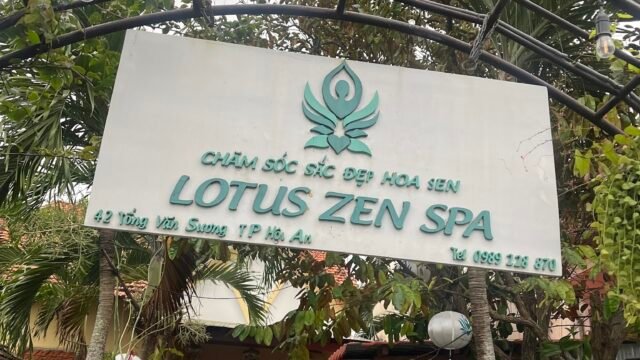 CHĂM SÓC SẮC ĐẸP HOA SEN
LOTUS ZEN SPA
42 Tống Văn Sương TP Hội An
Tel 0989 128 870